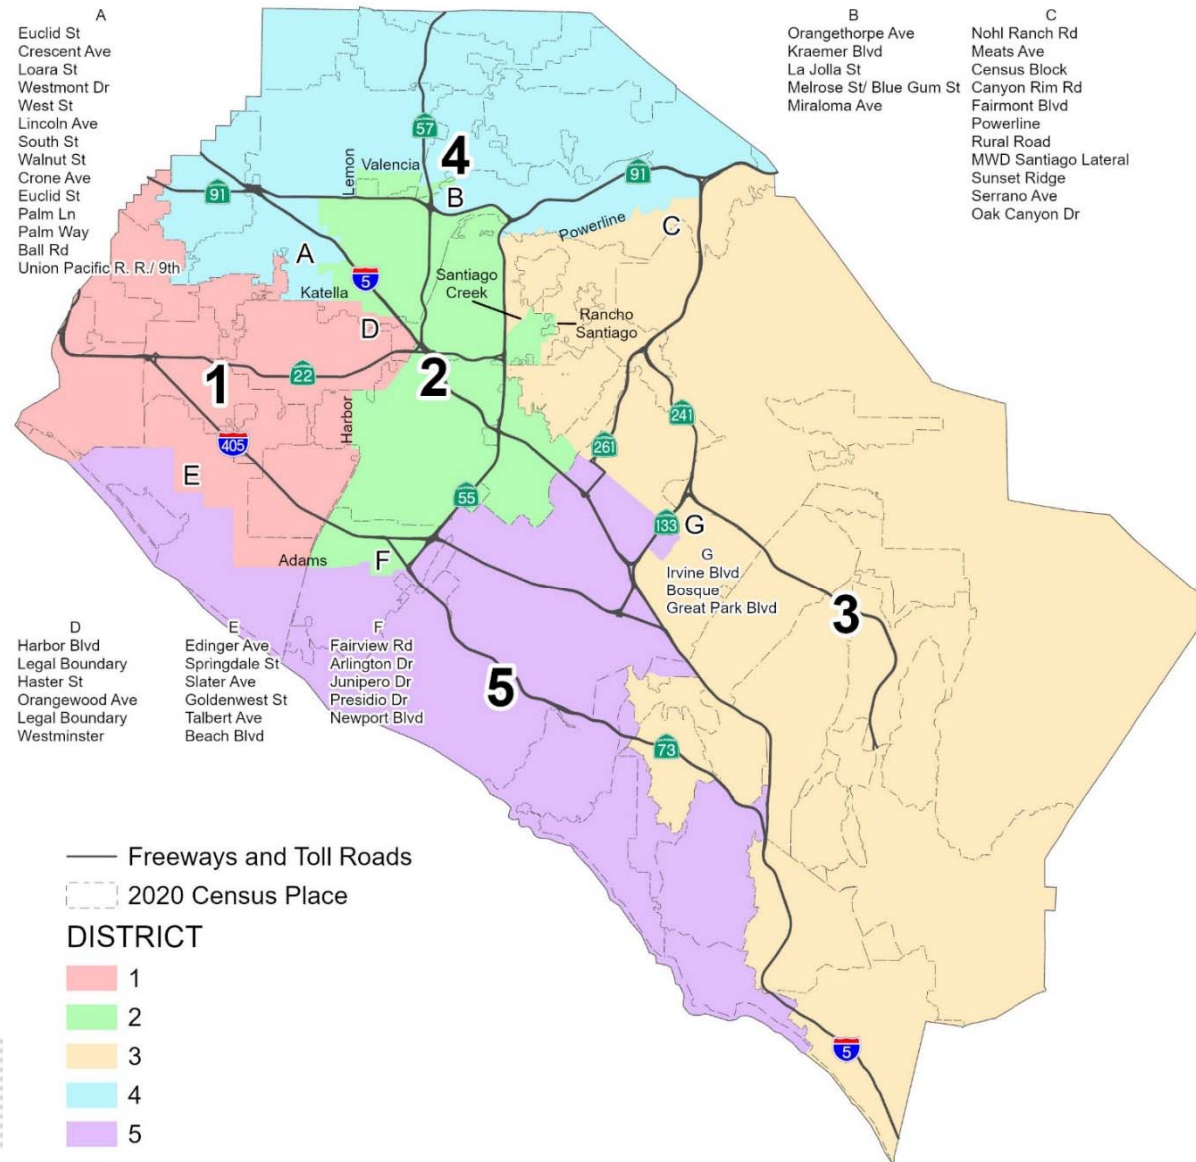 A
Euclid St
Crescent Ave
Loara St
Westmont Dr
West St
Lincoln Ave
South St
Walnut St
Crone Ave
Euclid St
Palm Ln
Palm Way
Ball Rd
Union Pacific R. R./ 9th
B
Orangethorpe Ave
Kraemer Blvd
La Jolla St
Melrose St/ Blue Gum St
Miraloma Ave
C
Nohl Ranch Rd
Meats Ave
Census Block
Canyon Rim Rd
Fairmont Blvd
Powerline
Rural Road
MWD Santiago Lateral
Sunset Ridge
Serrano Ave
Oak Canyon Dr
57
4
Lemon
Valencia
91
91
B
Powerline
C
A
5
Katella
Santiago
Creek
Rancho
Santiago
D
1
22
2
Harbor
241
405
261
E
55
133
G
Adams
F
G
Irvine Blvd
Bosque
Great Park Blvd
3
D
Harbor Blvd
Legal Boundary
Haster St
Orangewood Ave
Legal Boundary
Westminster
E
Edinger Ave
Springdale St
Slater Ave
Goldenwest St
Talbert Ave
Beach Blvd
F
Fairview Rd
Arlington Dr
Junipero Dr
Presidio Dr
Newport Blvd
5
73
5
Freeways and Toll Roads
2020 Census Place
DISTRICT
1
2
3
4
5